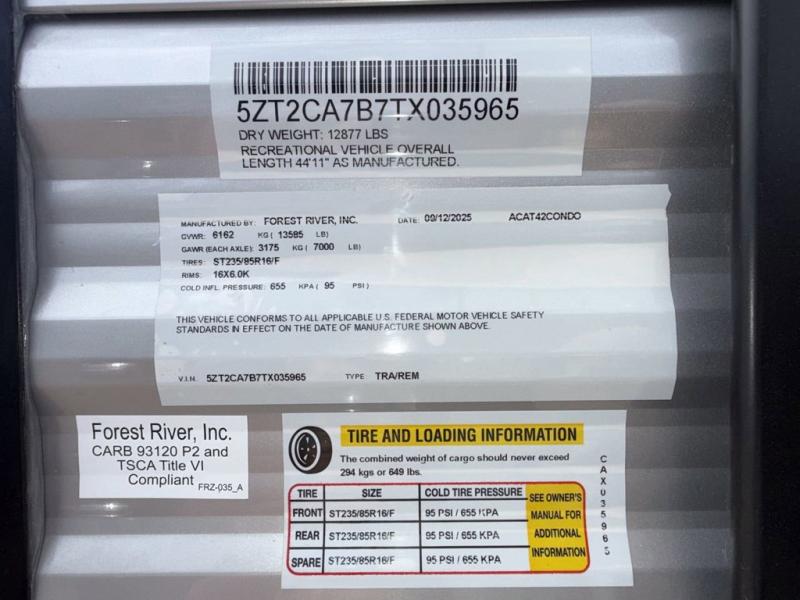 5ZT2CA7B7TX035965
DRY WEIGHT: 12877 LBS
RECREATIONAL VEHICLE OVERALL
LENGTH 44'11" AS MANUFACTURED.
MANUFACTURED BY: FOREST RIVER, INC. DATE: 09/12/2025 ACAT42CONDO
GVWR: 6162 KG ( 13585 LB)
GAWR (EACH AXLE): 3175 KG ( 7000 LB)
TIRES: ST235/85R16/F
RIMS: 16X6.0K
COLD INFL. PRESSURE: 655 KPA ( 95 PSI )
THIS VEHICLE CONFORMS TO ALL APPLICABLE U.S. FEDERAL MOTOR VEHICLE SAFETY
STANDARDS IN EFFECT ON THE DATE OF MANUFACTURE SHOWN ABOVE.
V.I.N. 5ZT2CA7B7TX035965 TYPE TRA/REM
Forest River, Inc.
CARB 93120 P2 and
TSCA Title VI
Compliant FRZ-035_A
TIRE AND LOADING INFORMATION
The combined weight of cargo should never exceed
294 kgs or 649 lbs.
TIRE SIZE COLD TIRE PRESSURE
FRONT ST235/85R16/F 95 PSI / 655 KPA
REAR ST235/85R16/F 95 PSI / 655 KPA
SPARE ST235/85R16/F 95 PSI / 655 KPA
SEE OWNER'S
MANUAL FOR
ADDITIONAL
INFORMATION
CAX035965